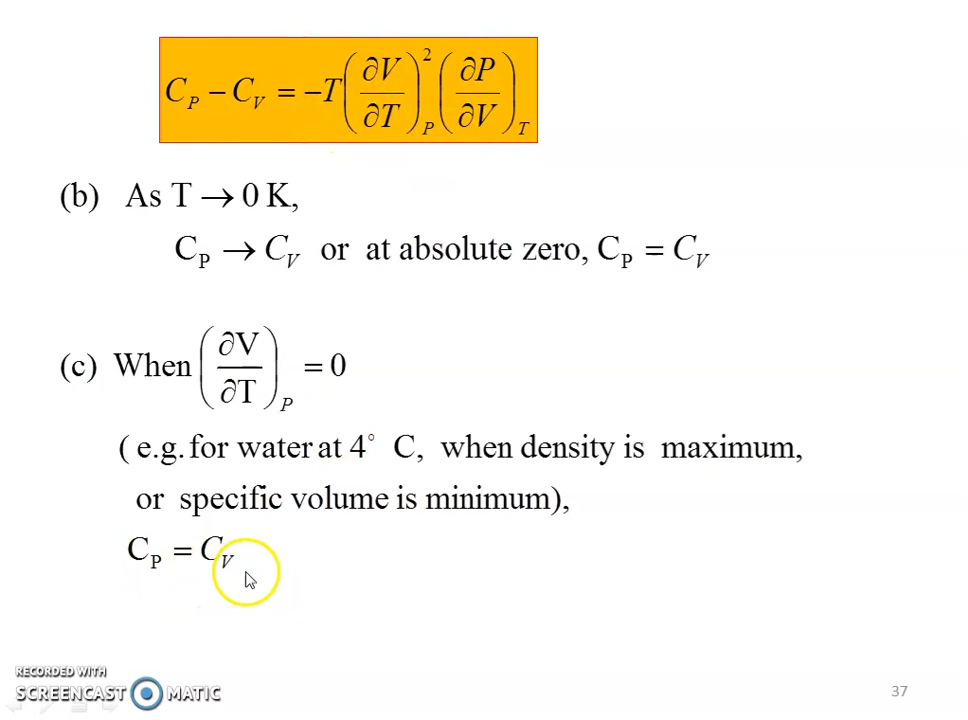 C_P − C_V = −T(∂V/∂T)_P^2 (∂P/∂V)_T
(b) As T → 0 K,
C_P → C_V or at absolute zero, C_P = C_V
(c) When (∂V/∂T)_P = 0
( e.g. for water at 4° C, when density is maximum,
or specific volume is minimum),
C_P = C_V
RECORDED WITH
SCREENCAST MATIC
37